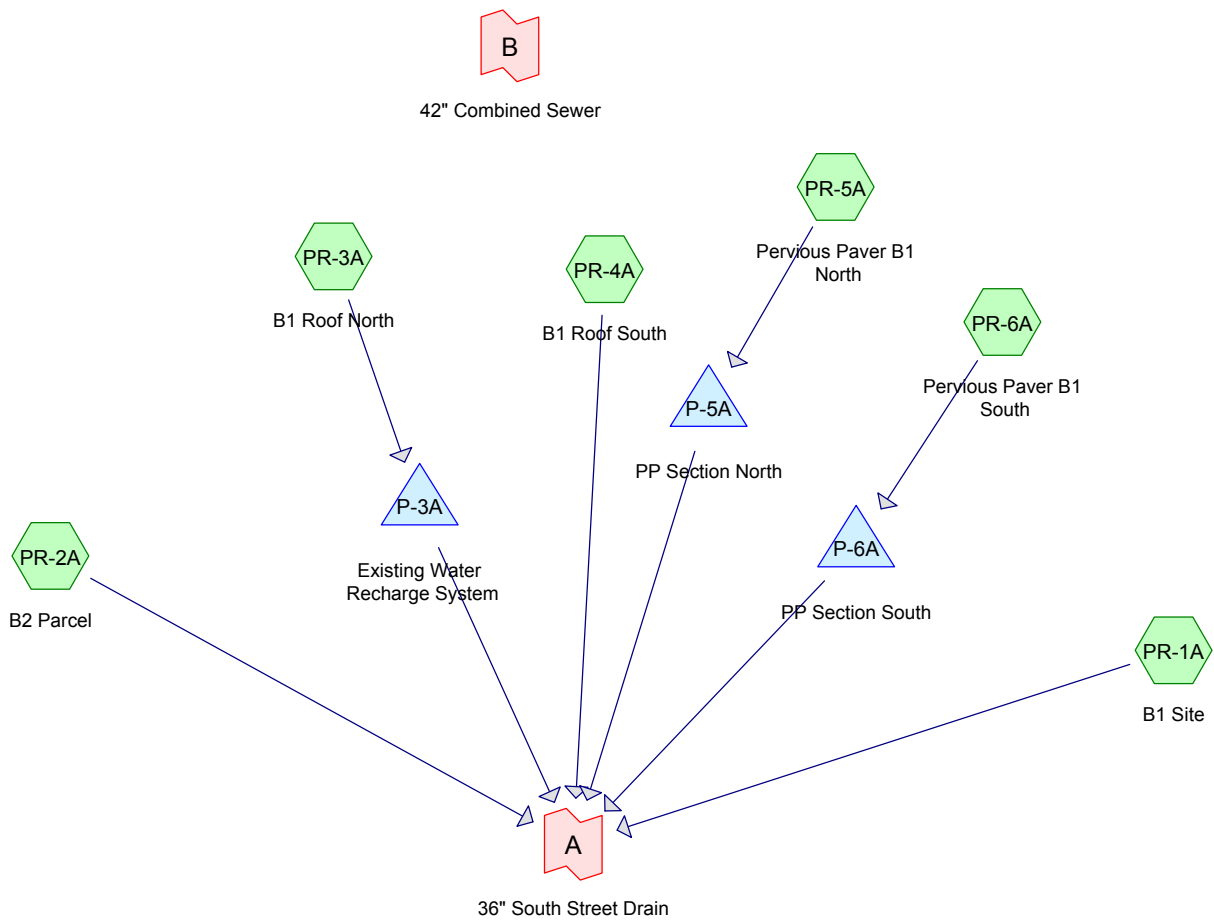 B
42" Combined Sewer
PR-5A
Pervious Paver B1
North
PR-3A
B1 Roof North
PR-4A
B1 Roof South
PR-6A
Pervious Paver B1
South
P-5A
PP Section North
P-3A
Existing Water
Recharge System
P-6A
PP Section South
PR-2A
B2 Parcel
PR-1A
B1 Site
A
36" South Street Drain